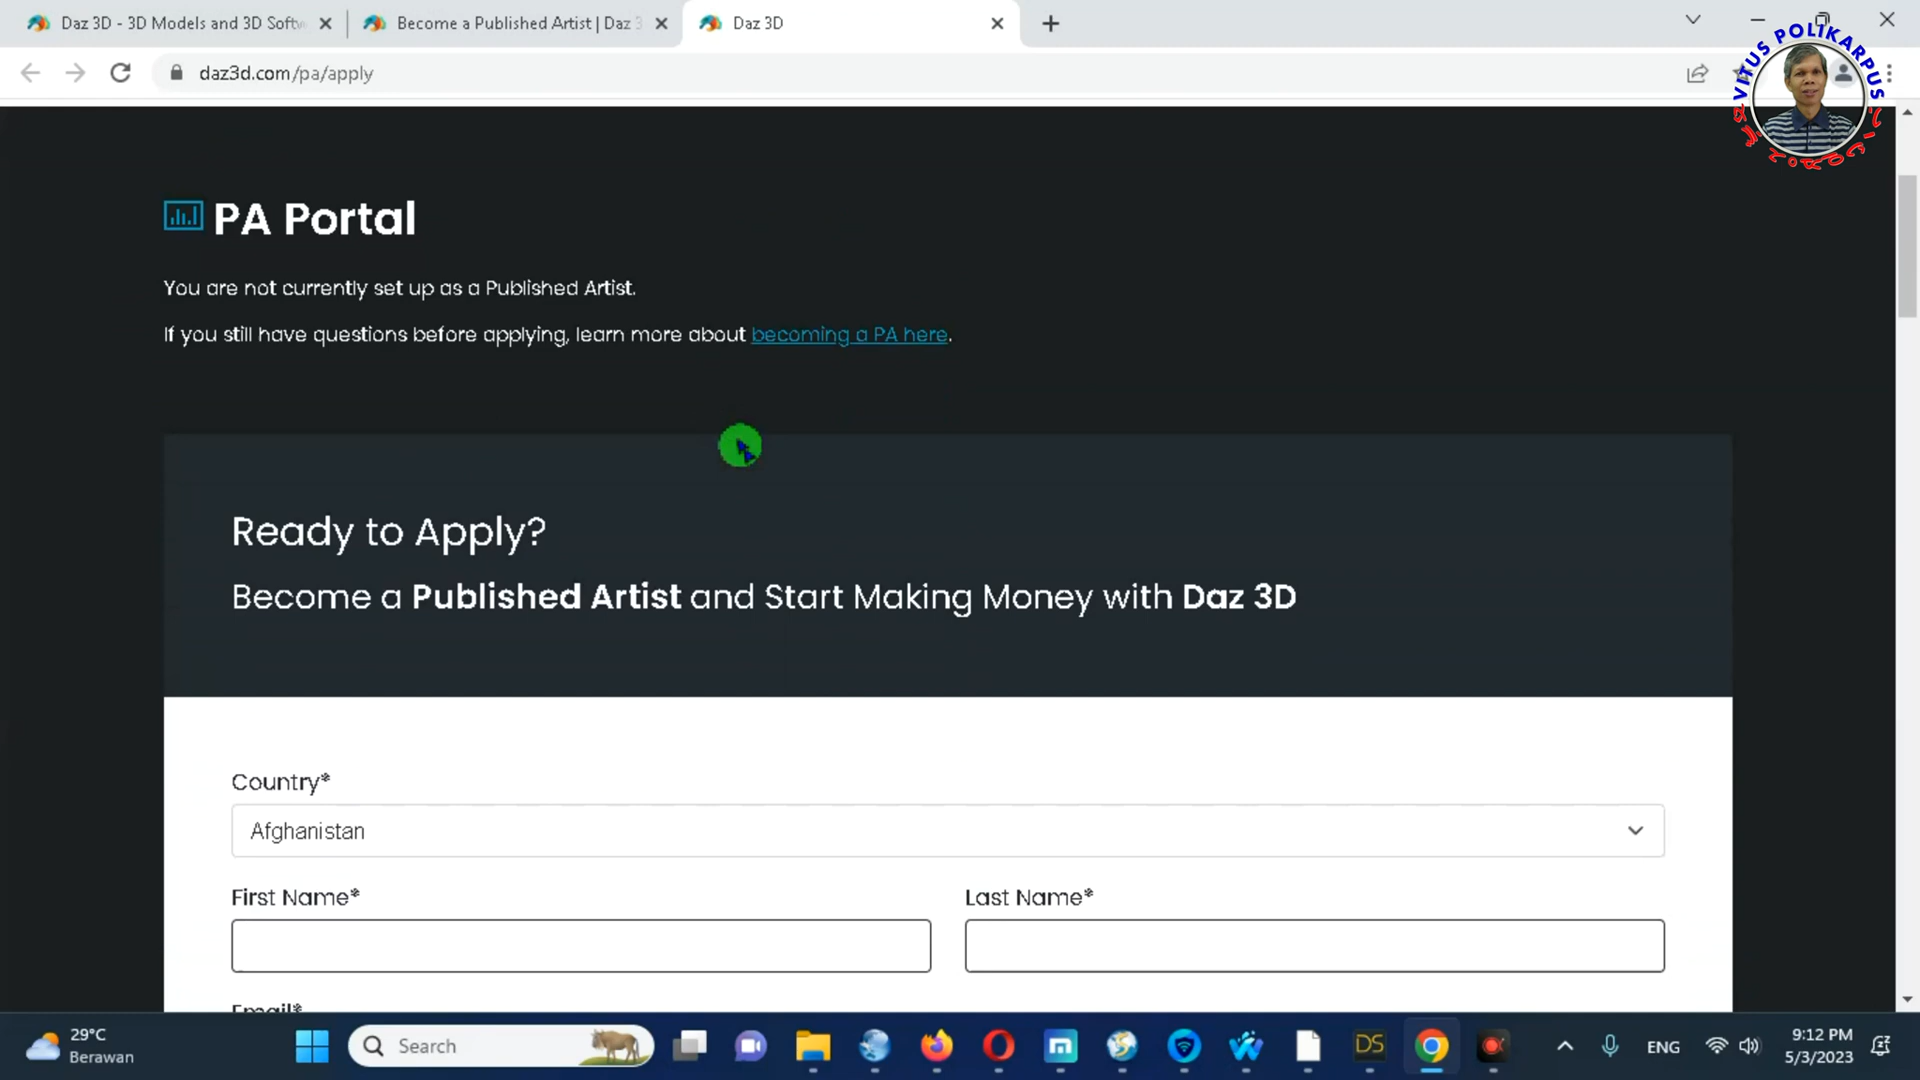 Daz 3D - 3D Models and 3D Softw
Become a Published Artist | Daz 3
Daz 3D
daz3d.com/pa/apply
VITUS POLIKARPUS
PA Portal
You are not currently set up as a Published Artist.
If you still have questions before applying, learn more about becoming a PA here.
Ready to Apply?
Become a Published Artist and Start Making Money with Daz 3D
Country*
Afghanistan
First Name*
Last Name*
Email*
29°C
Berawan
Search
DS
ENG
9:12 PM
5/3/2023